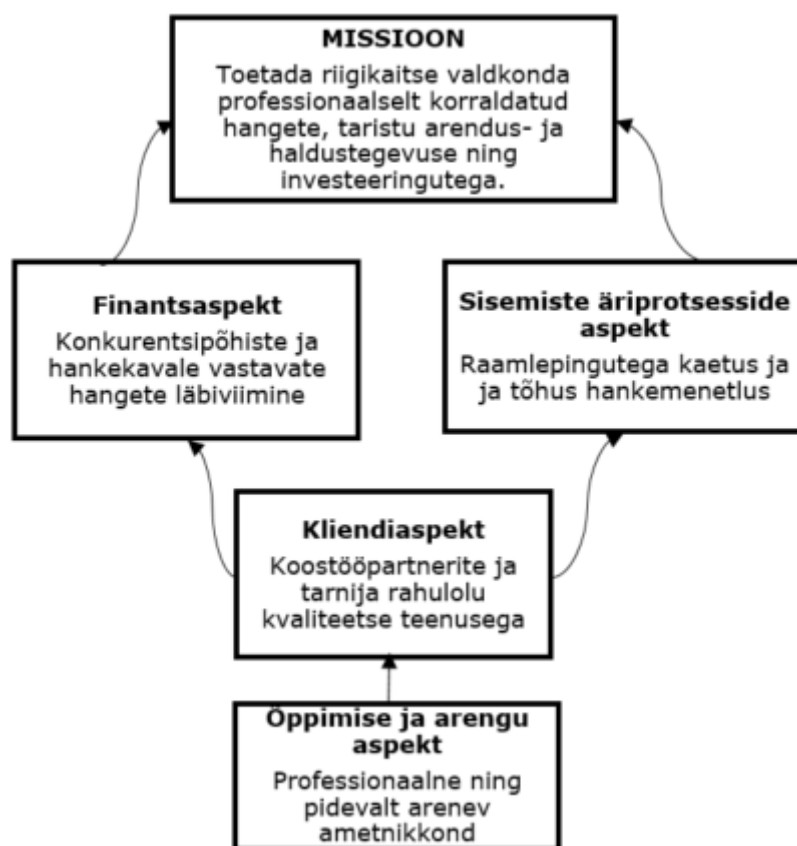 MISSIOON
Toetada riigikaitse valdkonda
professionaalselt korraldatud
hangete, taristu arendus- ja
haldustegevuse ning
investeeringutega.
Finantsaspekt
Konkurentsipõhiste ja
hankekavale vastavate
hangete läbiviimine
Sisemiste äriprotsesside
aspekt
Raamlepingutega kaetus ja
ja tõhus hankemenetlus
Kliendiaspekt
Koostööpartnerite ja
tarnija rahulolu
kvaliteetse teenusega
Õppimise ja arengu
aspekt
Professionaalne ning
pidevalt arenev
ametnikkond